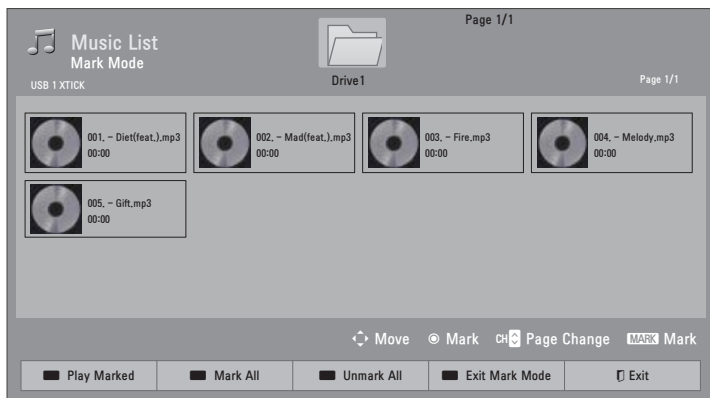 Page 1/1
Music List
Mark Mode
USB 1 XTICK
Drive1
Page 1/1
001. - Diet(feat.).mp3
00:00
002. - Mad(feat.).mp3
00:00
003. - Fire.mp3
00:00
004. - Melody.mp3
00:00
005. - Gift.mp3
00:00
Move Mark CH Page Change MARK Mark
Play Marked Mark All Unmark All Exit Mark Mode Exit